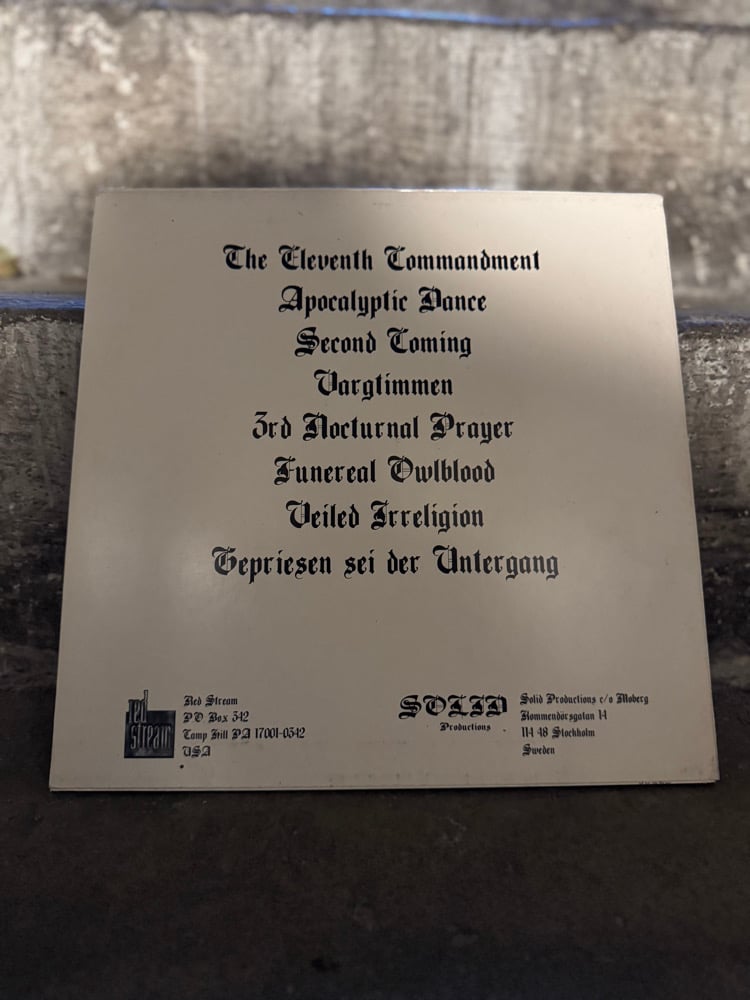 The Eleventh Commandment
Apocalyptic Dance
Second Coming
Vargtimmen
3rd Nocturnal Prayer
Funereal Owlblood
Veiled Irreligion
Gepriesen sei der Untergang
red stream
Red Stream
PO Box 342
Camp Hill PA 17001-0342
USA
SOLID
Productions
Solid Productions c/o Moberg
Kommendörsgatan 14
114 48 Stockholm
Sweden